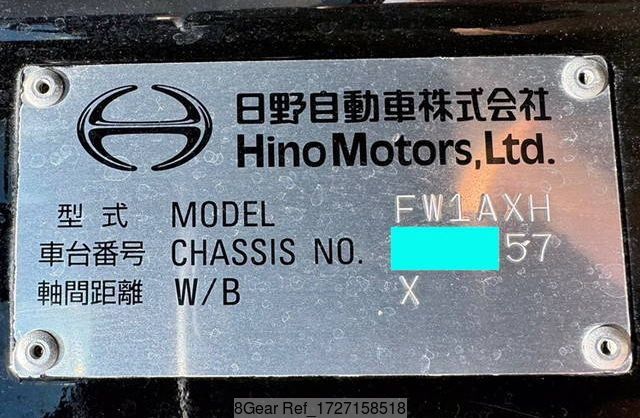 日野自動車株式会社
Hino Motors, Ltd.
型式 MODEL FW1AXH
車台番号 CHASSIS NO. 57
軸間距離 W/B X
8Gear Ref_1727158518